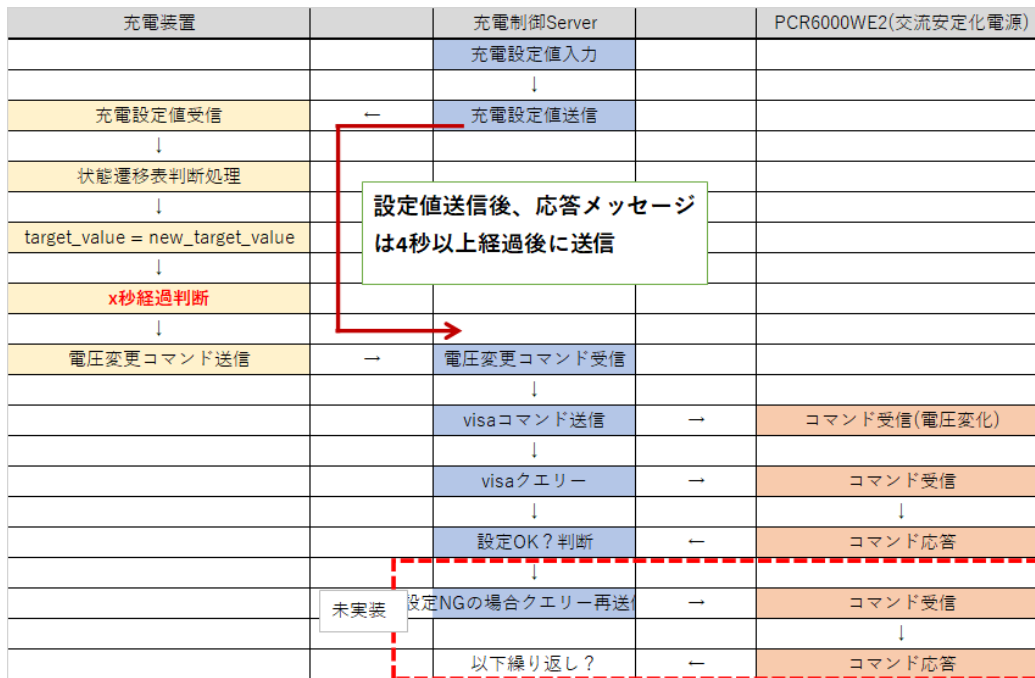 充電装置 充電制御Server PCR6000WE2(交流安定化電源)
充電設定値入力
↓
充電設定値受信 ← 充電設定値送信
↓
状態遷移表判断処理
↓
設定値送信後、応答メッセージ
は4秒以上経過後に送信
target_value = new_target_value
↓
x秒経過判断
↓
電圧変更コマンド送信 → 電圧変更コマンド受信
↓
visaコマンド送信 → コマンド受信(電圧変化)
↓
visaクエリー → コマンド受信
↓ ↓
設定OK？判断 ← コマンド応答
↓
未実装
設定NGの場合クエリー再送信 → コマンド受信
↓
以下繰り返し？ ← コマンド応答